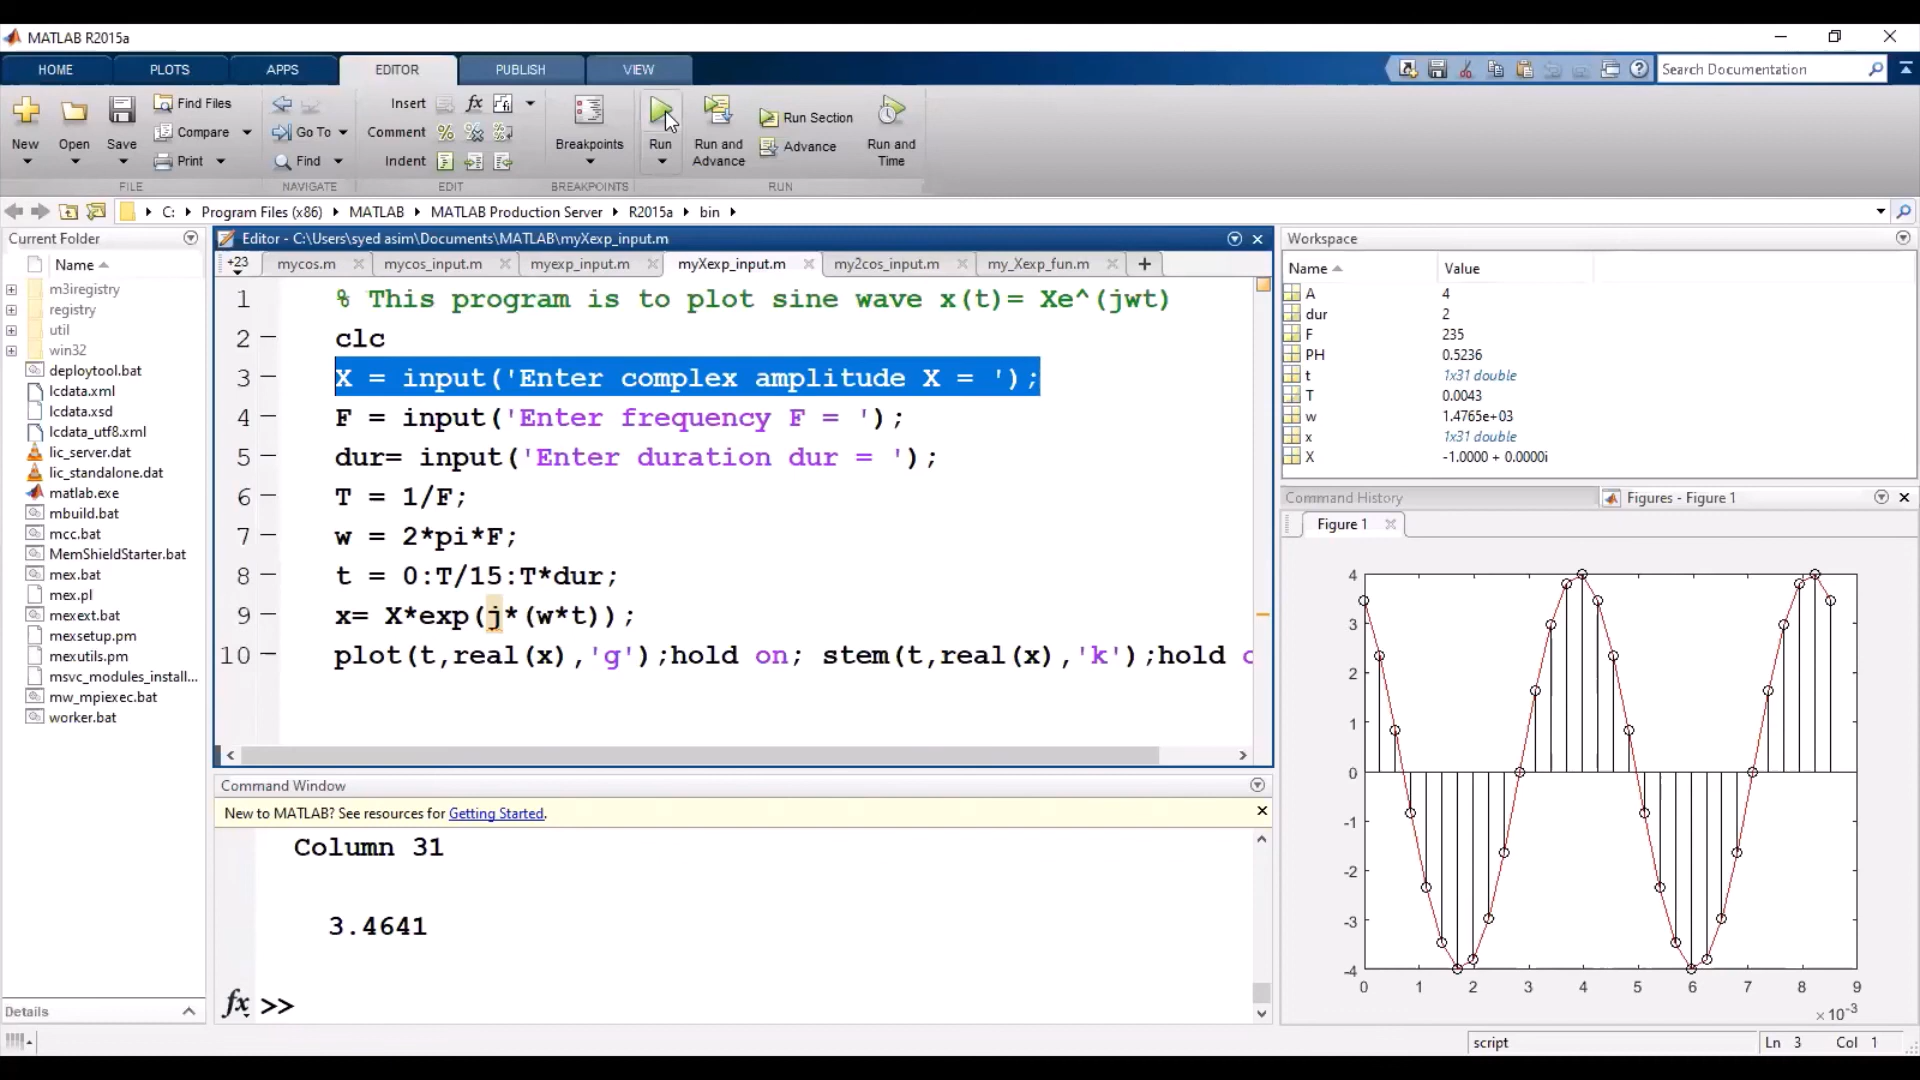 MATLAB R2015a
HOME PLOTS APPS EDITOR PUBLISH VIEW
Search Documentation
New Open Save Find Files Compare Print
Go To Find
Insert fx
Comment %
Indent
Breakpoints
Run Run and Advance Run Section Advance Run and Time
FILE NAVIGATE EDIT BREAKPOINTS RUN
C: Program Files (x86) MATLAB MATLAB Production Server R2015a bin
Current Folder
Name
m3iregistry
registry
util
win32
deploytool.bat
lcdata.xml
lcdata.xsd
lcdata_utf8.xml
lic_server.dat
lic_standalone.dat
matlab.exe
mbuild.bat
mcc.bat
MemShieldStarter.bat
mex.bat
mex.pl
mexext.bat
mexsetup.pm
mexutils.pm
msvc_modules_install...
mw_mpiexec.bat
worker.bat
Details
Editor - C:\Users\syed asim\Documents\MATLAB\myXexp_input.m
+23 mycos.m mycos_input.m myexp_input.m myXexp_input.m my2cos_input.m my_Xexp_fun.m +
1 % This program is to plot sine wave x(t)= Xe^(jwt)
2 — clc
3 — X = input('Enter complex amplitude X = ');
4 — F = input('Enter frequency F = ');
5 — dur= input('Enter duration dur = ');
6 — T = 1/F;
7 — w = 2*pi*F;
8 — t = 0:T/15:T*dur;
9 — x= X*exp(j*(w*t));
10 — plot(t,real(x),'g');hold on; stem(t,real(x),'k');hold
Command Window
New to MATLAB? See resources for Getting Started.
Column 31
3.4641
fx >>
Workspace
Name Value
A 4
dur 2
F 235
PH 0.5236
t 1x31 double
T 0.0043
w 1.4765e+03
x 1x31 double
X -1.0000 + 0.0000i
Command History Figures - Figure 1
Figure 1
4
3
2
1
0
-1
-2
-3
-4
0 1 2 3 4 5 6 7 8 9
×10-3
script Ln 3 Col 1